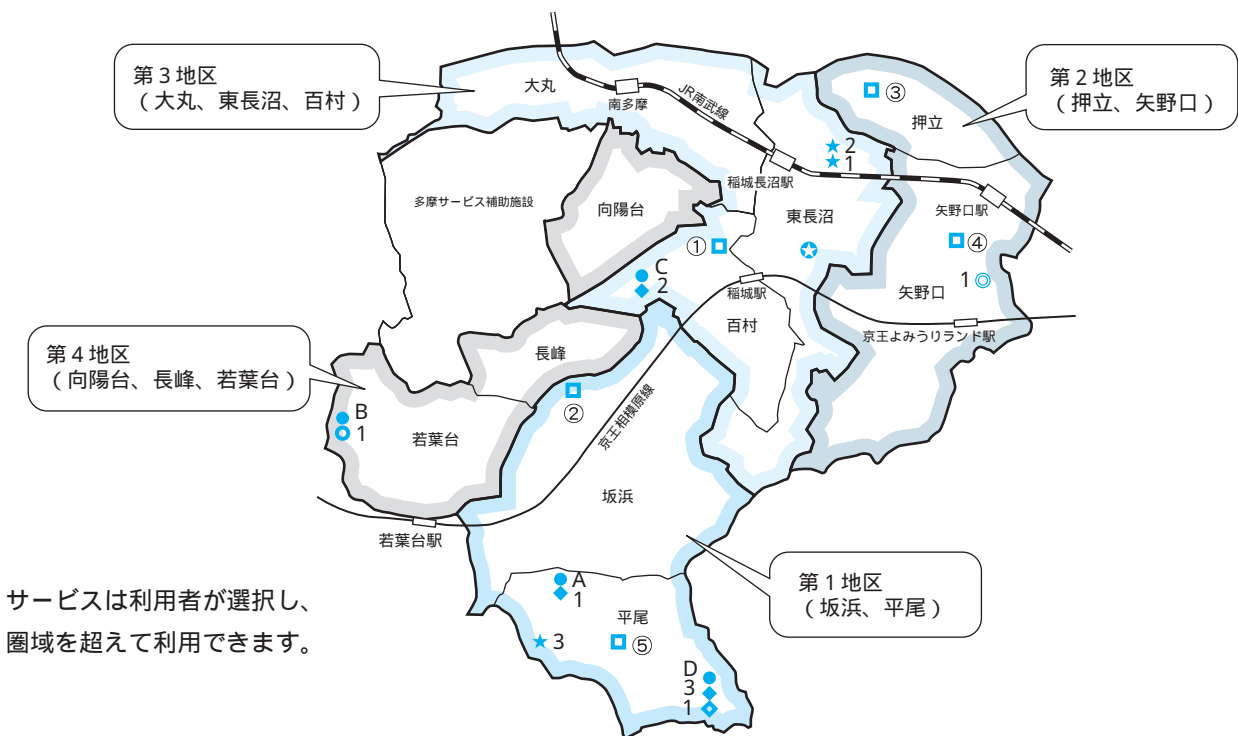 第３地区
（大丸、東長沼、百村）
第２地区
（押立、矢野口）
大丸
南多摩
JR南武線
③
押立
2
1
稲城長沼駅
多摩サービス補助施設
向陽台
東長沼
矢野口駅
①
④
C
2
稲城駅
1
矢野口
百村
京王よみうりランド駅
第４地区
（向陽台、長峰、若葉台）
長峰
②
京王相模原線
B
1
若葉台
坂浜
若葉台駅
第１地区
（坂浜、平尾）
A
1
平尾
3
⑤
D
3
1
サービスは利用者が選択し、
圏域を超えて利用できます。